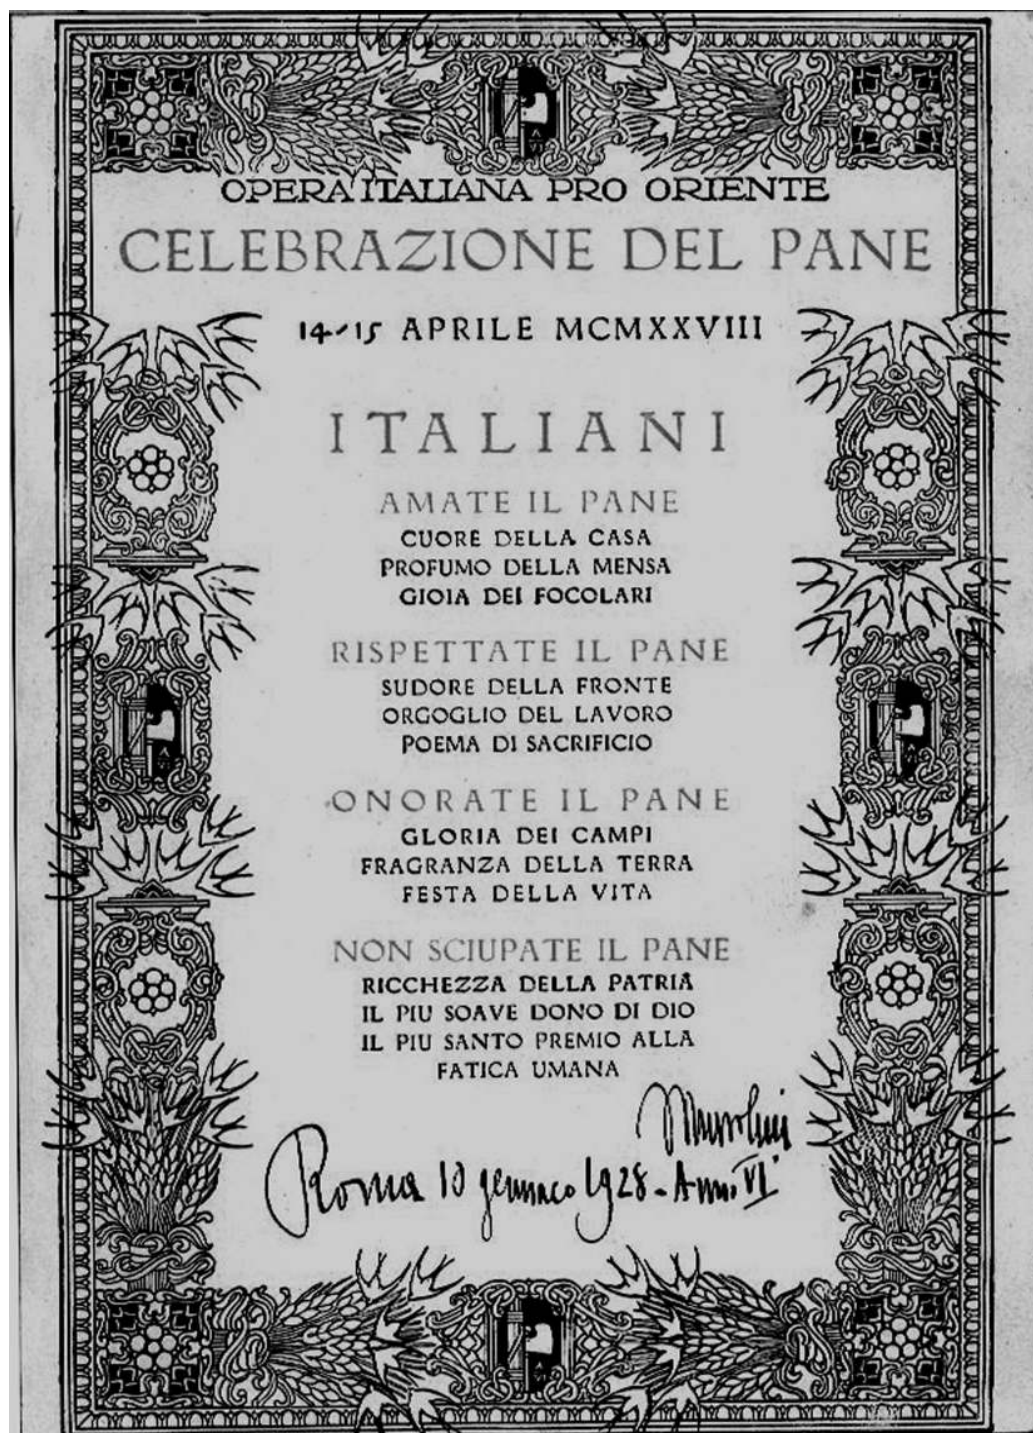 OPERA ITALIANA PRO ORIENTE
CELEBRAZIONE DEL PANE
14-15 APRILE MCMXXVIII
ITALIANI
AMATE IL PANE
CUORE DELLA CASA
PROFUMO DELLA MENSA
GIOIA DEI FOCOLARI
RISPETTATE IL PANE
SUDORE DELLA FRONTE
ORGOGLIO DEL LAVORO
POEMA DI SACRIFICIO
ONORATE IL PANE
GLORIA DEI CAMPI
FRAGRANZA DELLA TERRA
FESTA DELLA VITA
NON SCIUPATE IL PANE
RICCHEZZA DELLA PATRIA
IL PIU SOAVE DONO DI DIO
IL PIU SANTO PREMIO ALLA
FATICA UMANA
Mussolini
Roma 10 gennaio 1928 - Anno VI